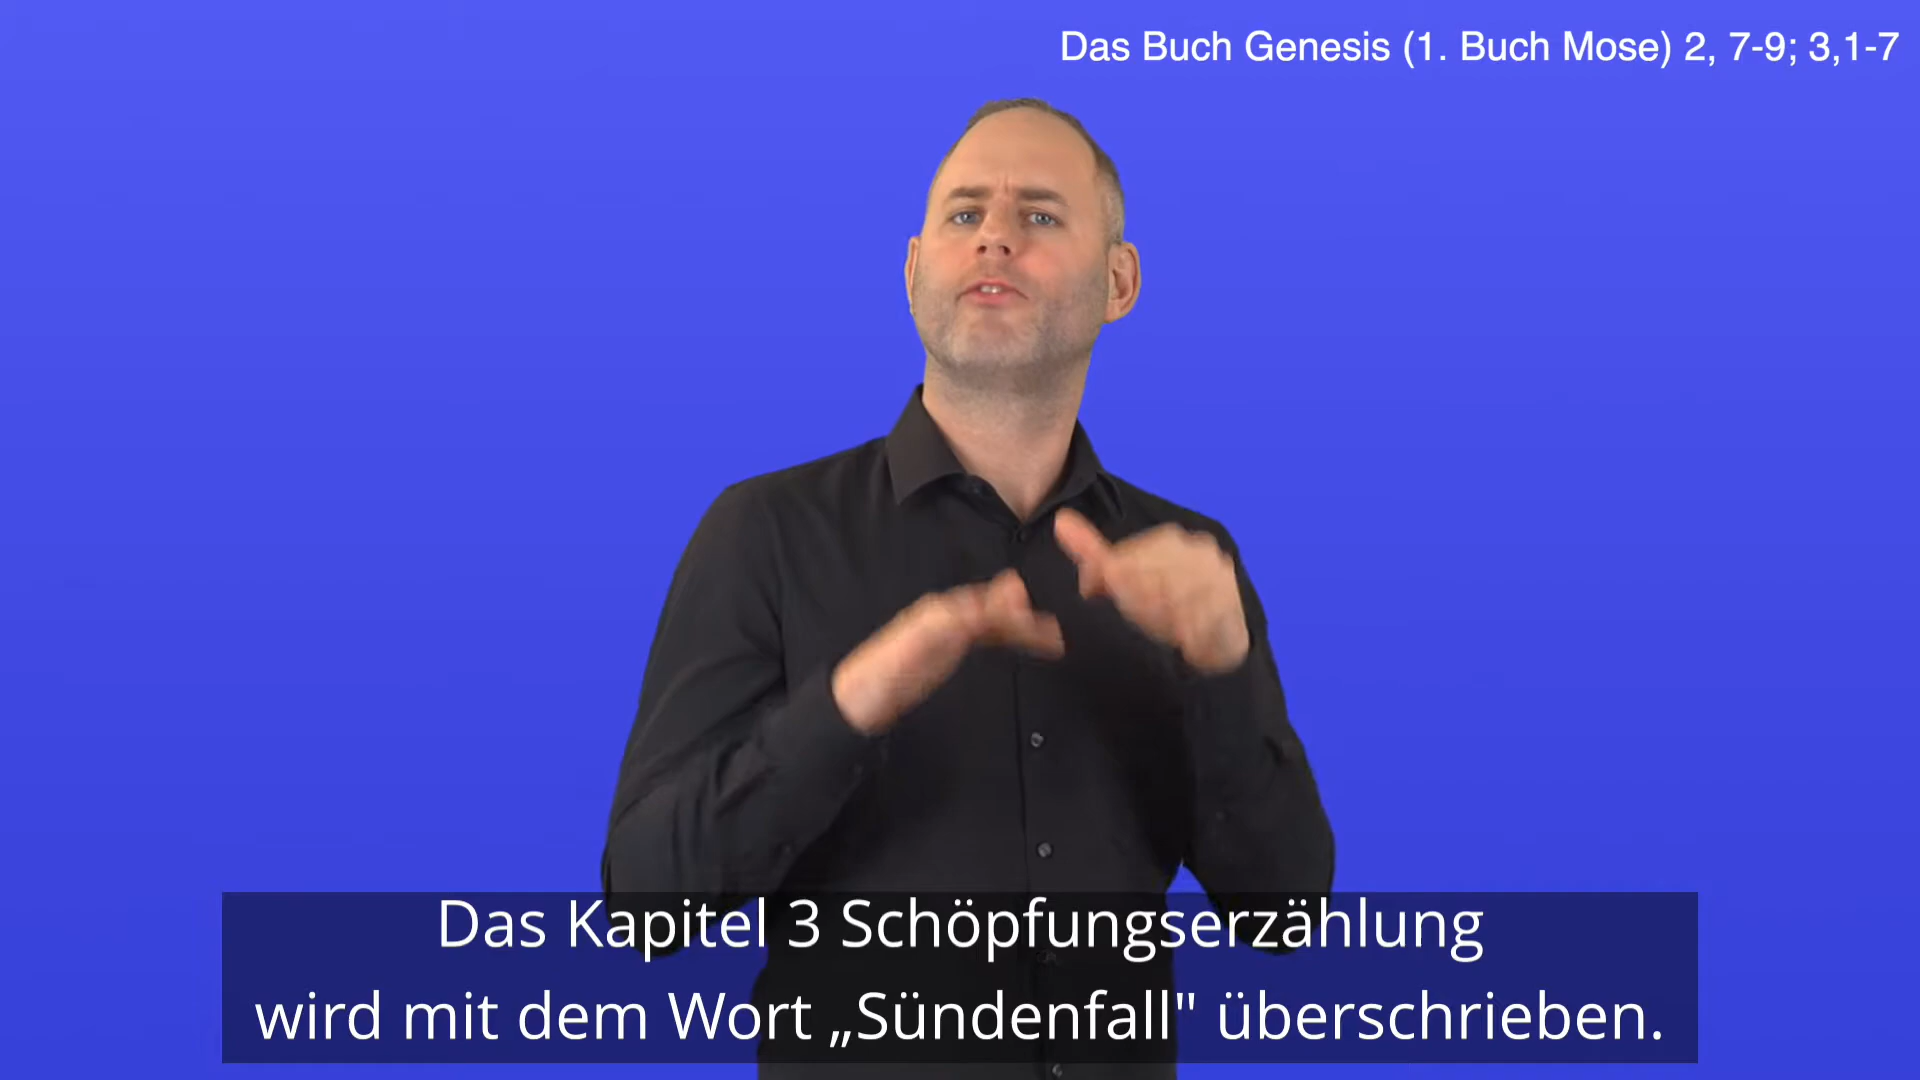 Das Buch Genesis (1. Buch Mose) 2, 7-9; 3,1-7
Das Kapitel 3 Schöpfungserzählung
wird mit dem Wort „Sündenfall" überschrieben.